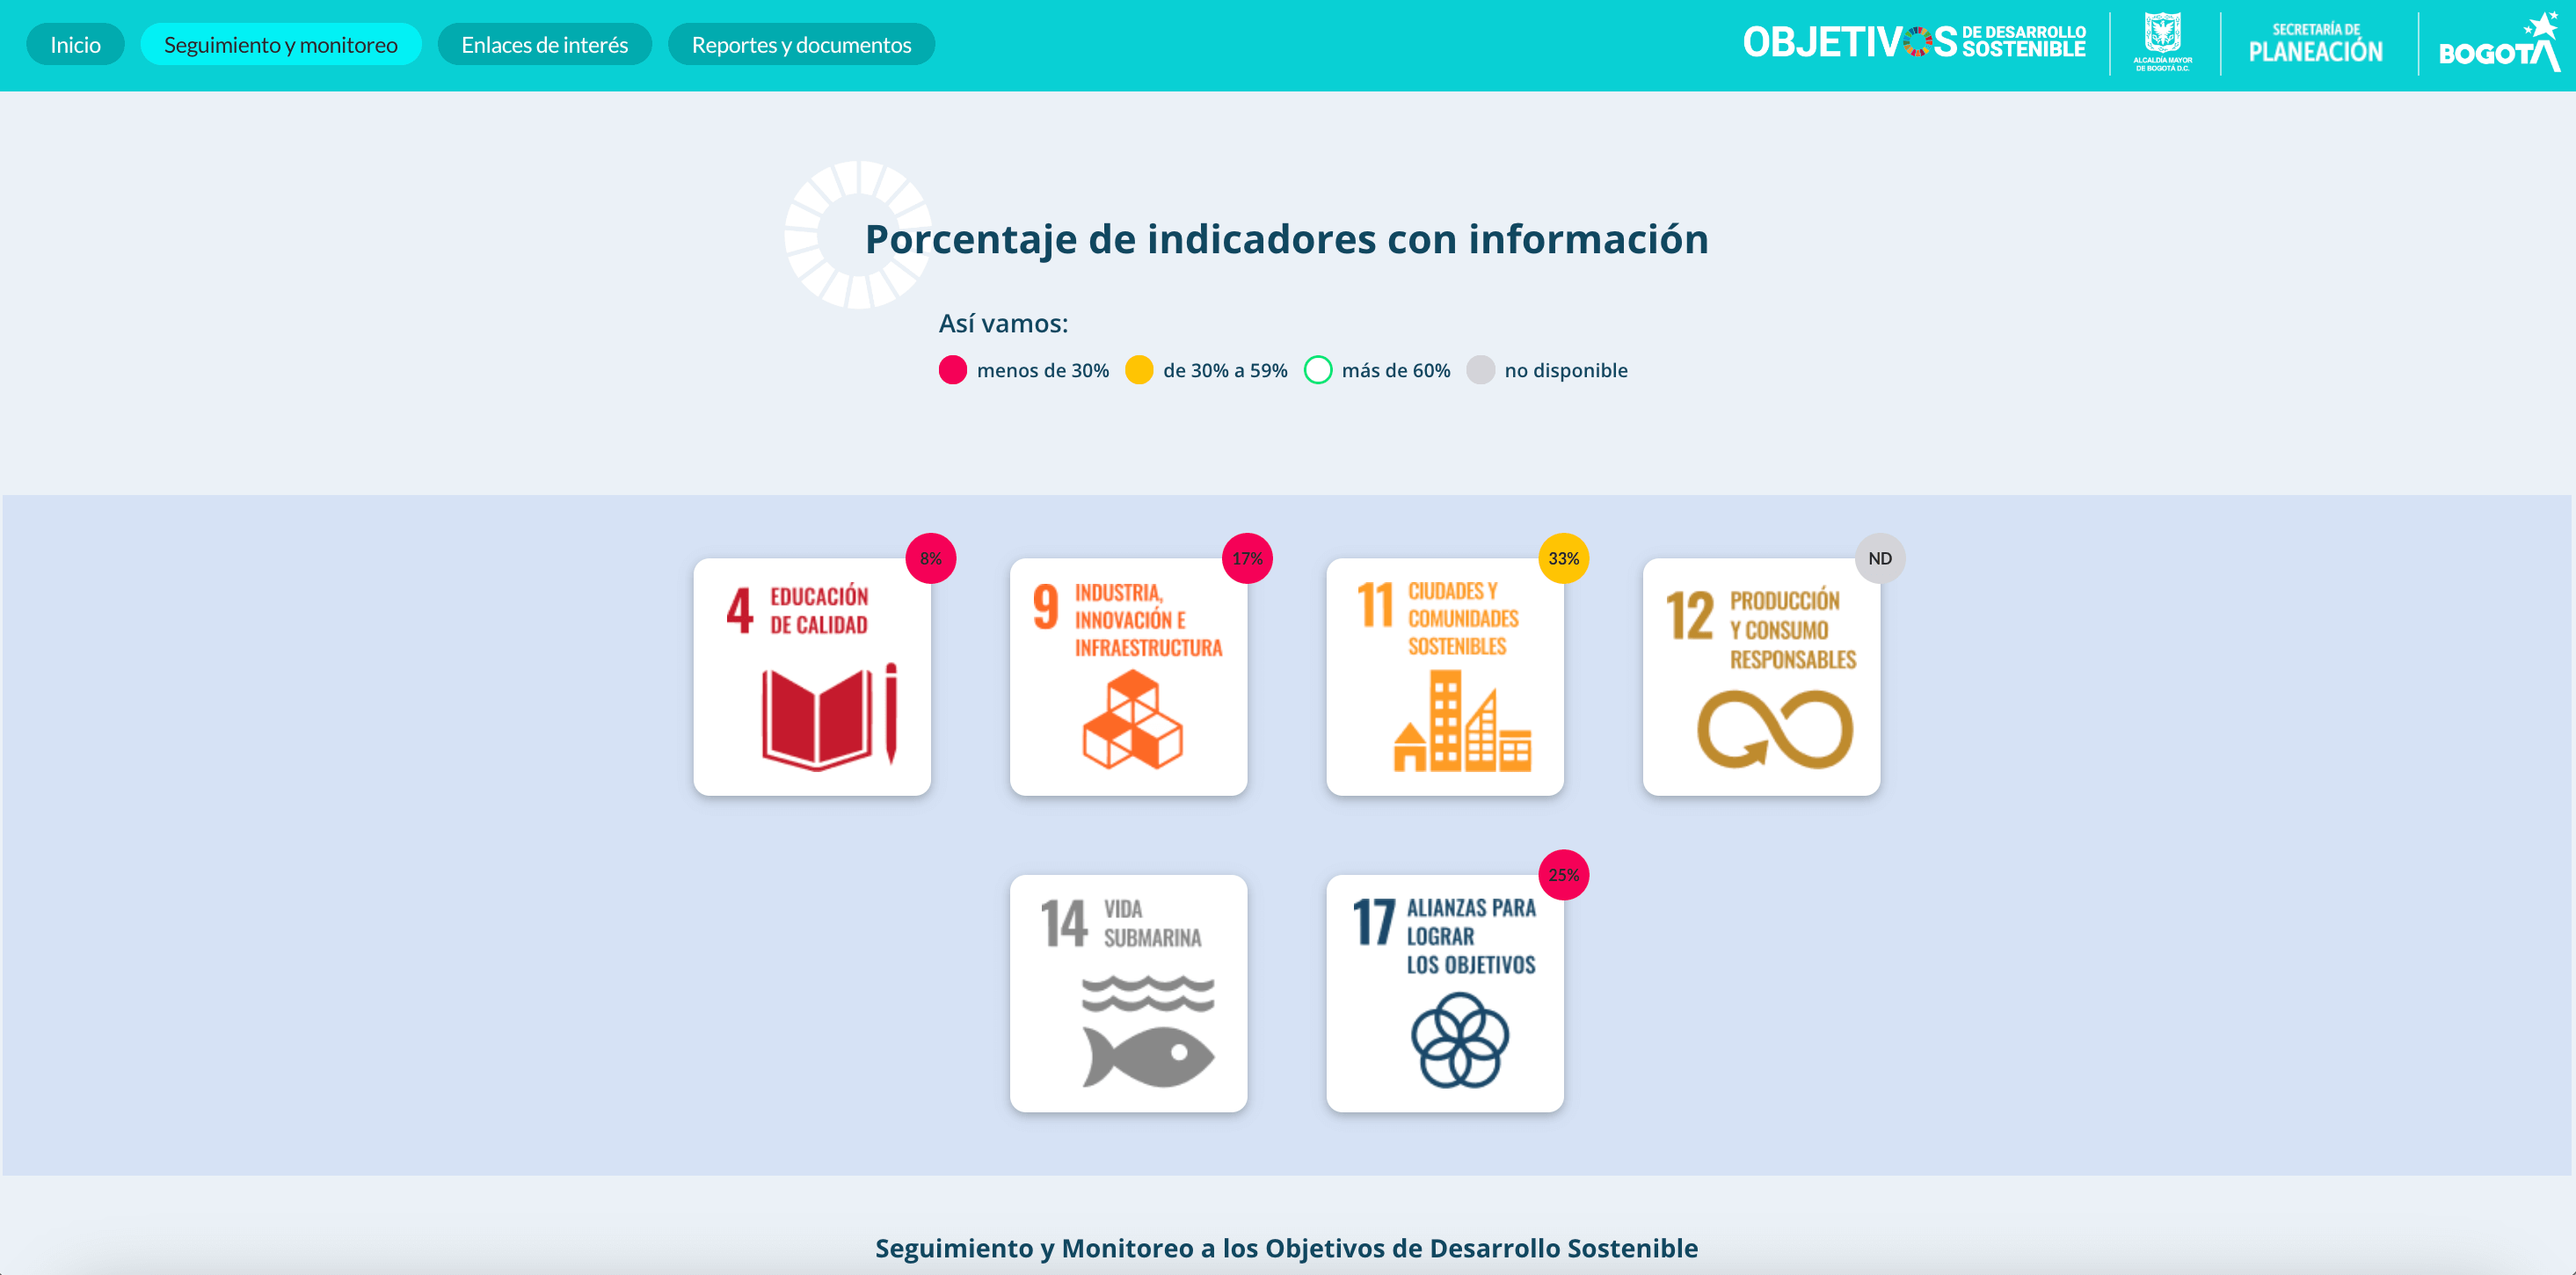 Inicio
Seguimiento y monitoreo
Enlaces de interés
Reportes y documentos
OBJETIVOS DE DESARROLLO
SOSTENIBLE
ALCALDÍA MAYOR
DE BOGOTÁ D.C.
SECRETARÍA DE
PLANEACIÓN
BOGOTÁ
Porcentaje de indicadores con información
Así vamos:
menos de 30%
de 30% a 59%
más de 60%
no disponible
8%
4 EDUCACIÓN
DE CALIDAD
17%
9 INDUSTRIA,
INNOVACIÓN E
INFRAESTRUCTURA
33%
11 CIUDADES Y
COMUNIDADES
SOSTENIBLES
ND
12 PRODUCCIÓN
Y CONSUMO
RESPONSABLES
14 VIDA
SUBMARINA
25%
17 ALIANZAS PARA
LOGRAR
LOS OBJETIVOS
Seguimiento y Monitoreo a los Objetivos de Desarrollo Sostenible